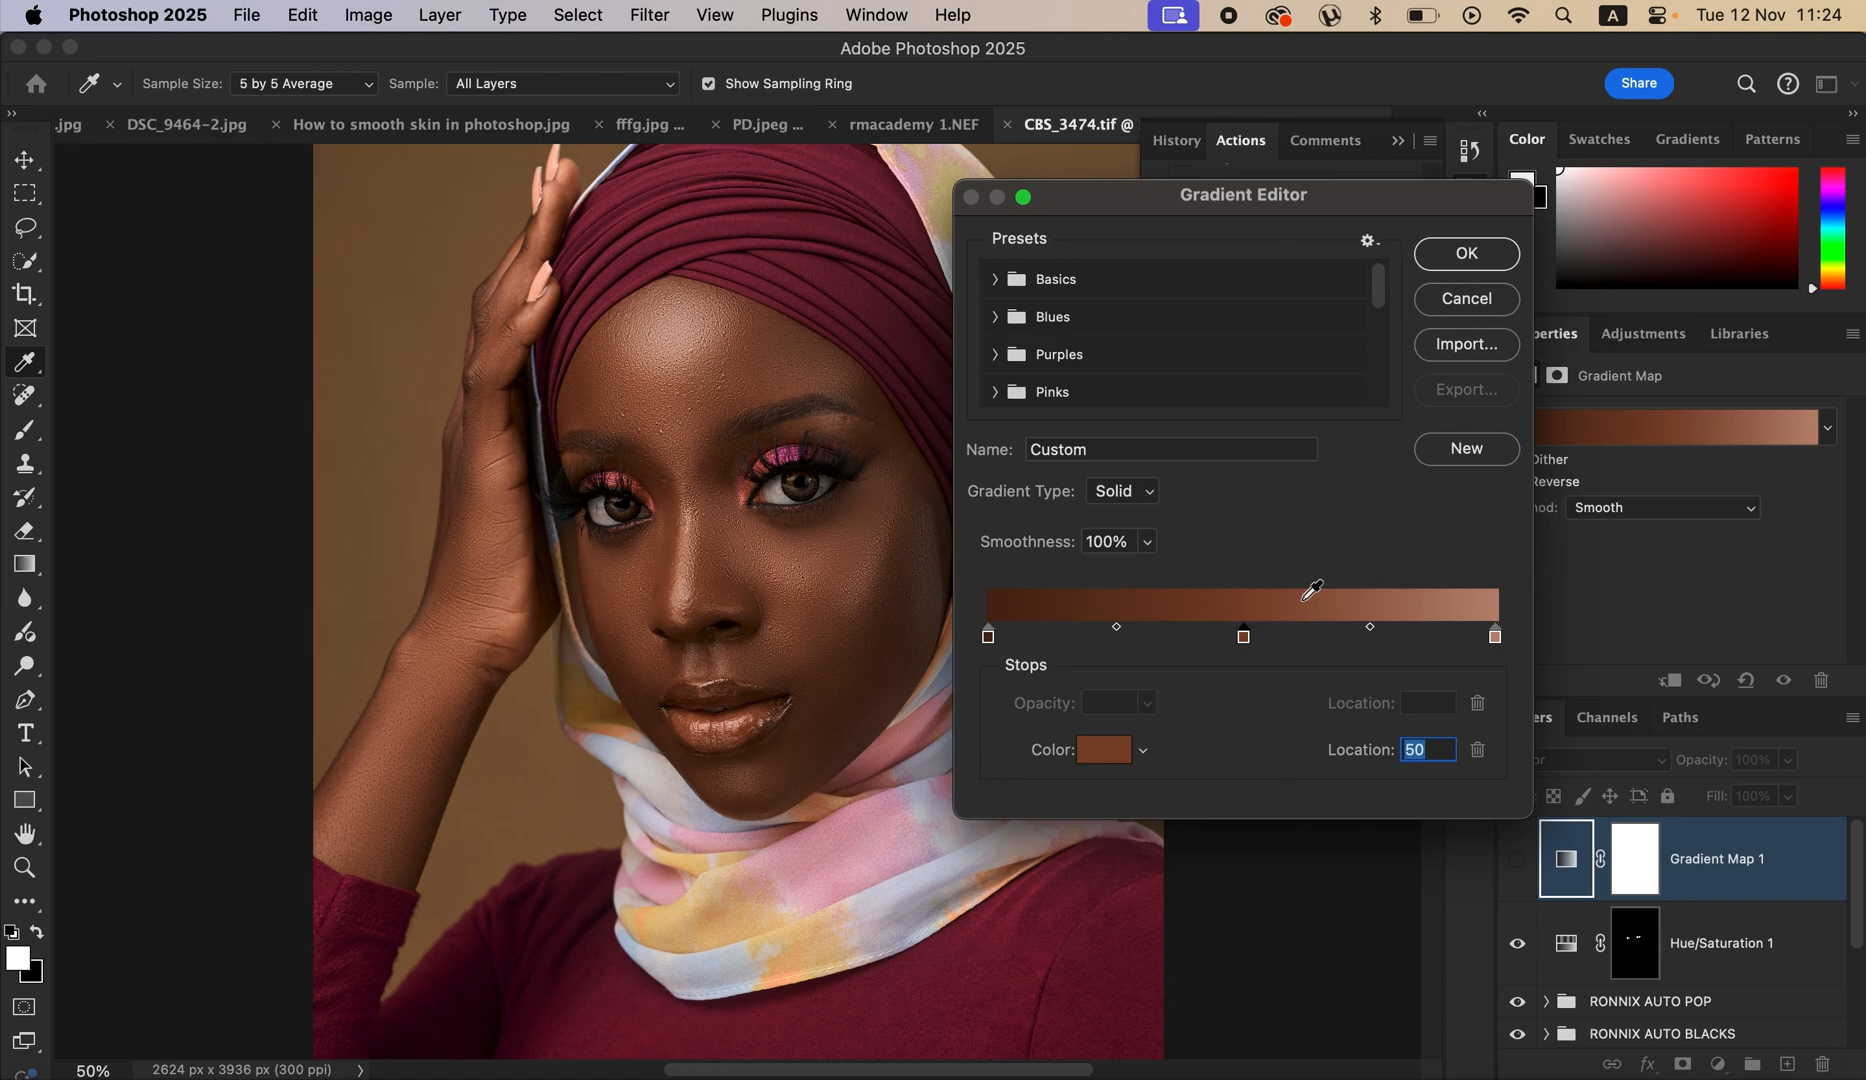 Photoshop 2025 File Edit Image Layer Type Select Filter View Plugins Window Help A Tue 12 Nov 11:24
Adobe Photoshop 2025
Sample Size: 5 by 5 Average Sample: All Layers Show Sampling Ring Share
.jpg × DSC_9464-2.jpg × How to smooth skin in photoshop.jpg × fffg.jpg ... × PD.jpeg ... × rmacademy 1.NEF × CBS_3474.tif @
History Actions Comments
Color Swatches Gradients Patterns
Gradient Editor
Presets
Basics
Blues
Purples
Pinks
OK
Cancel
Import...
Export...
New
Name: Custom
Gradient Type: Solid
Smoothness: 100%
Stops
Opacity: Location:
Color: Location: 50
perties Adjustments Libraries
Gradient Map
Dither
Reverse
hod: Smooth
ers Channels Paths
or Opacity: 100%
Fill: 100%
Gradient Map 1
Hue/Saturation 1
RONNIX AUTO POP
RONNIX AUTO BLACKS
fx
T
50% 2624 px x 3936 px (300 ppi)